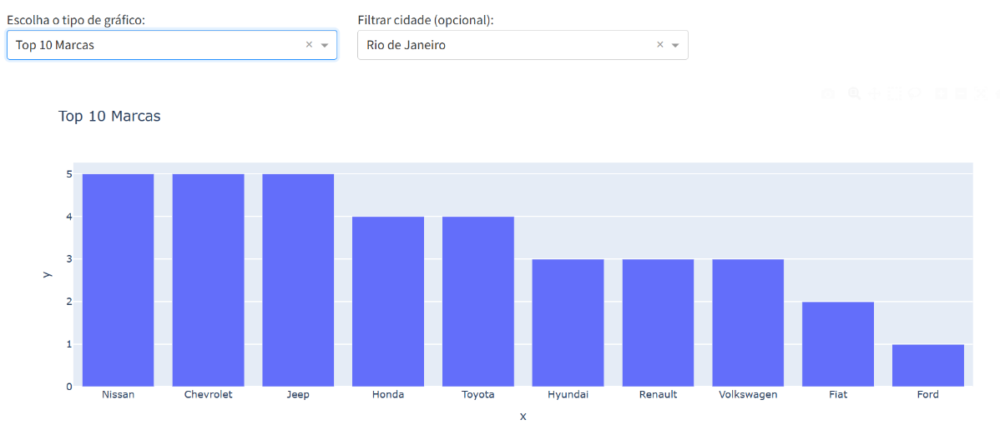 Escolha o tipo de gráfico:
Filtrar cidade (opcional):
Top 10 Marcas ×
Rio de Janeiro ×
Top 10 Marcas
5
4
3
2
1
0
y
Nissan Chevrolet Jeep Honda Toyota Hyundai Renault Volkswagen Fiat Ford
x